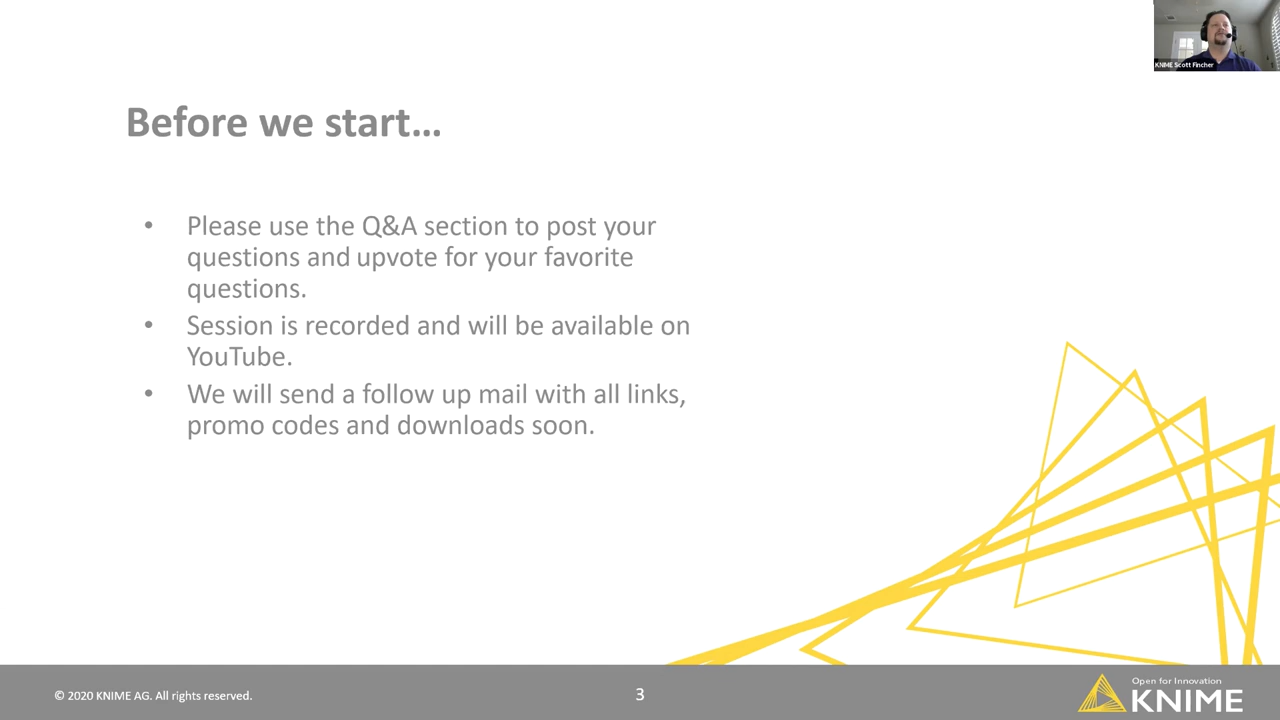 KNIME Scott Fincher
Before we start…
• Please use the Q&A section to post your
questions and upvote for your favorite
questions.
• Session is recorded and will be available on
YouTube.
• We will send a follow up mail with all links,
promo codes and downloads soon.
© 2020 KNIME AG. All rights reserved.
3
Open for Innovation
KNIME